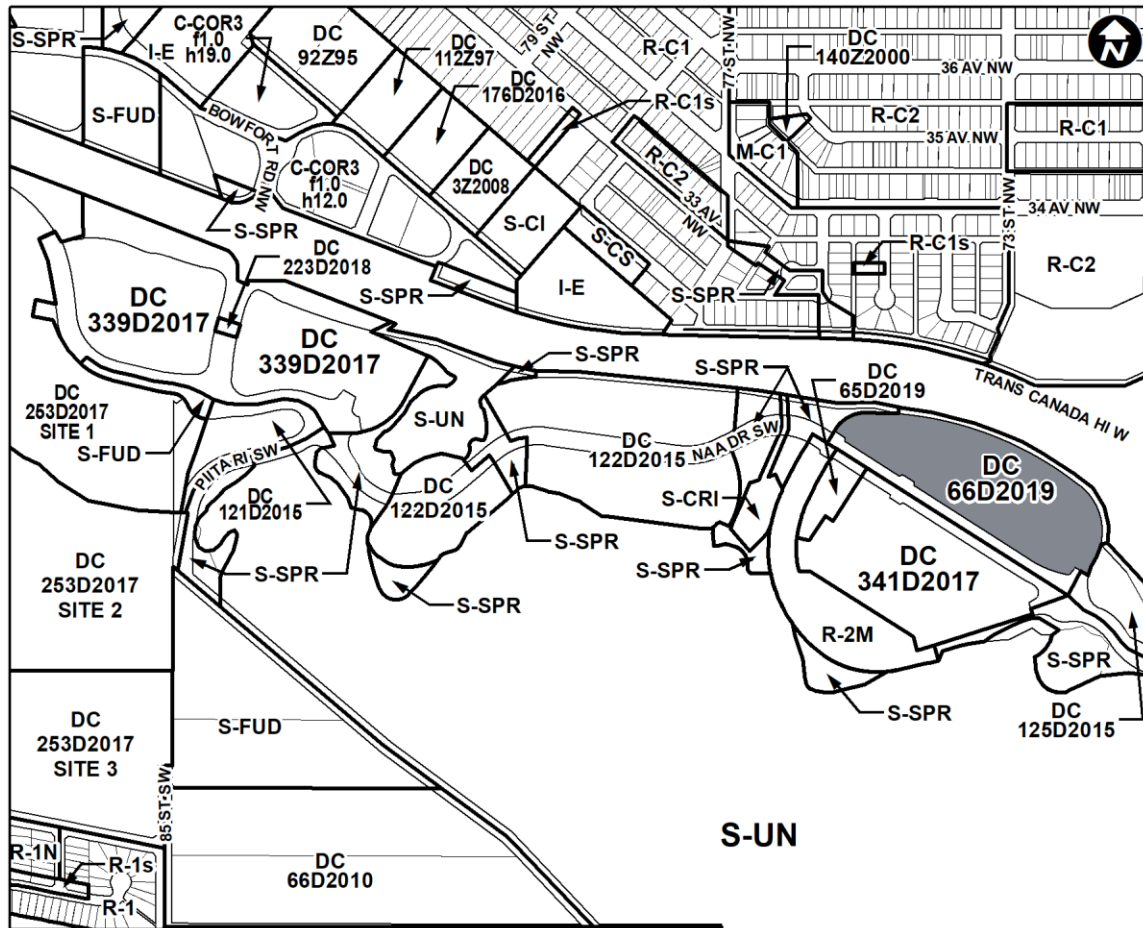 S-SPR
I-E
C-COR3
f1.0
h19.0
DC
92Z95
DC
112Z97
DC
176D2016
79 ST
NW
R-C1
77 ST NW
DC
140Z2000
36 AV NW
N
S-FUD
BOWFORT RD NW
C-COR3
f1.0
h12.0
DC
3Z2008
R-C1s
R-C2
33 AV
NW
M-C1
R-C2
35 AV NW
R-C1
34 AV NW
73 ST NW
S-SPR
S-CI
S-CS
R-C1s
R-C2
DC
223D2018
S-SPR
I-E
S-SPR
DC
339D2017
DC
339D2017
S-SPR
S-SPR
DC
65D2019
TRANS CANADA HI W
DC
253D2017
SITE 1
S-FUD
S-UN
PIITA RI SW
DC
121D2015
DC
122D2015
DC
122D2015
NAA DR SW
S-CRI
DC
66D2019
S-SPR
S-SPR
S-SPR
S-SPR
DC
341D2017
DC
253D2017
SITE 2
R-2M
S-SPR
S-SPR
DC
125D2015
DC
253D2017
SITE 3
S-FUD
85 ST SW
S-UN
R-1N
R-1s
R-1
DC
66D2010